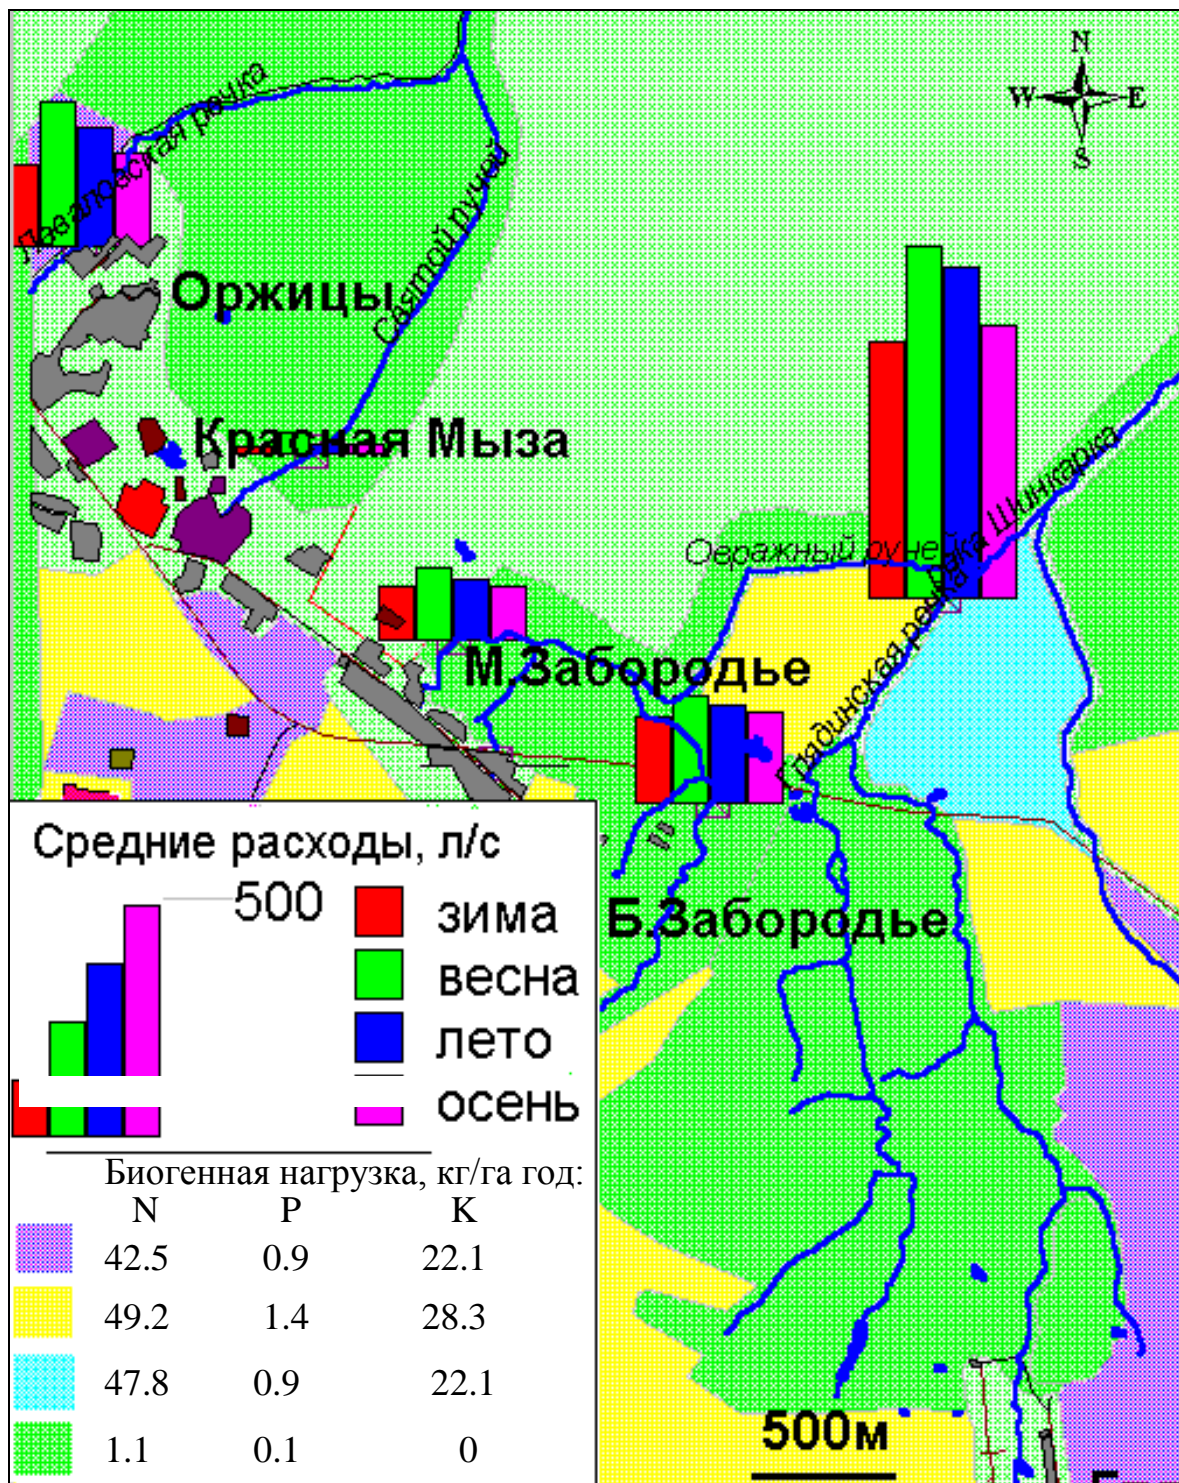 N
W E
S
речка
Святой ручей
Оржицы
Красная Мыза
Шинкарка
Овражный ручей
М.Забородье
Глядинская речка
Б.Забородье
Средние расходы, л/с
500
зима
весна
лето
осень
Биогенная нагрузка, кг/га год:
N P K
42.5 0.9 22.1
49.2 1.4 28.3
47.8 0.9 22.1
1.1 0.1 0
500м